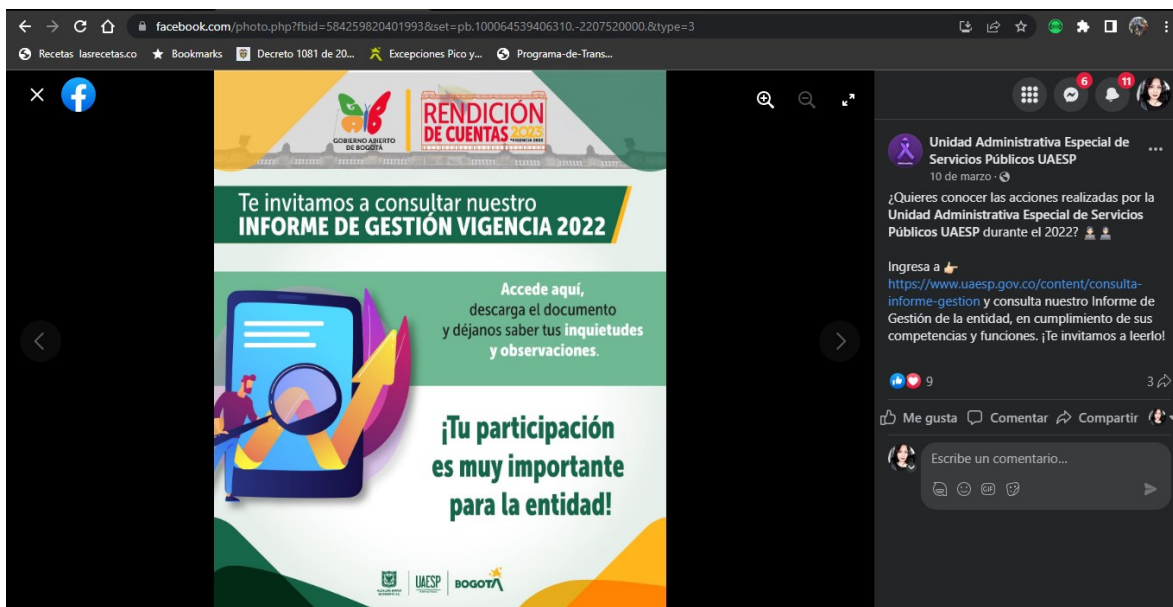 facebook.com/photo.php?fbid=584259820401993&set=pb.100064539406310.-2207520000.&type=3
Recetas lasrecetas.co
Bookmarks
Decreto 1081 de 20...
Excepciones Pico y...
Programa-de-Trans...
GOBIERNO ABIERTO
DE BOGOTÁ
RENDICIÓN
DE CUENTAS 2023
VIGENCIA 2022
Te invitamos a consultar nuestro
INFORME DE GESTIÓN VIGENCIA 2022
Accede aquí,
descarga el documento
y déjanos saber tus inquietudes
y observaciones.
¡Tu participación
es muy importante
para la entidad!
UAESP
BOGOTÁ
6
11
Unidad Administrativa Especial de
Servicios Públicos UAESP
10 de marzo ·
¿Quieres conocer las acciones realizadas por la
Unidad Administrativa Especial de Servicios
Públicos UAESP durante el 2022?
Ingresa a
https://www.uaesp.gov.co/content/consulta-
informe-gestion y consulta nuestro Informe de
Gestión de la entidad, en cumplimiento de sus
competencias y funciones. ¡Te invitamos a leerlo!
9
3
Me gusta
Comentar
Compartir
Escribe un comentario...
GIF